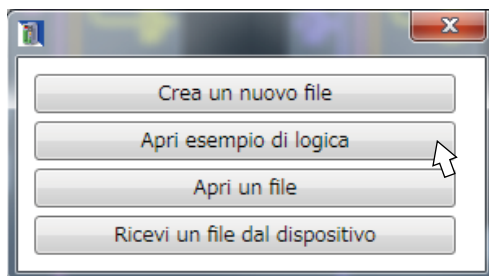 Crea un nuovo file
Apri esempio di logica
Apri un file
Ricevi un file dal dispositivo